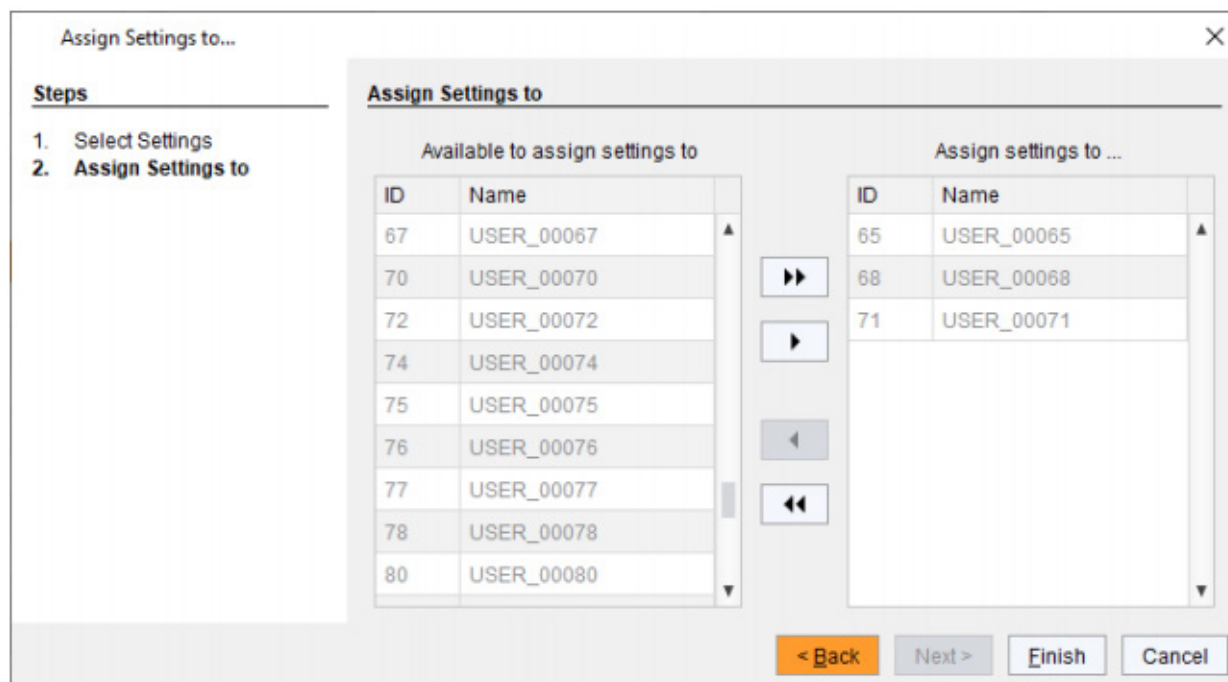 Assign Settings to...
Steps
1. Select Settings
2. Assign Settings to
Assign Settings to
Available to assign settings to
ID Name
67 USER_00067
70 USER_00070
72 USER_00072
74 USER_00074
75 USER_00075
76 USER_00076
77 USER_00077
78 USER_00078
80 USER_00080
Assign settings to ...
ID Name
65 USER_00065
68 USER_00068
71 USER_00071
< Back Next > Finish Cancel